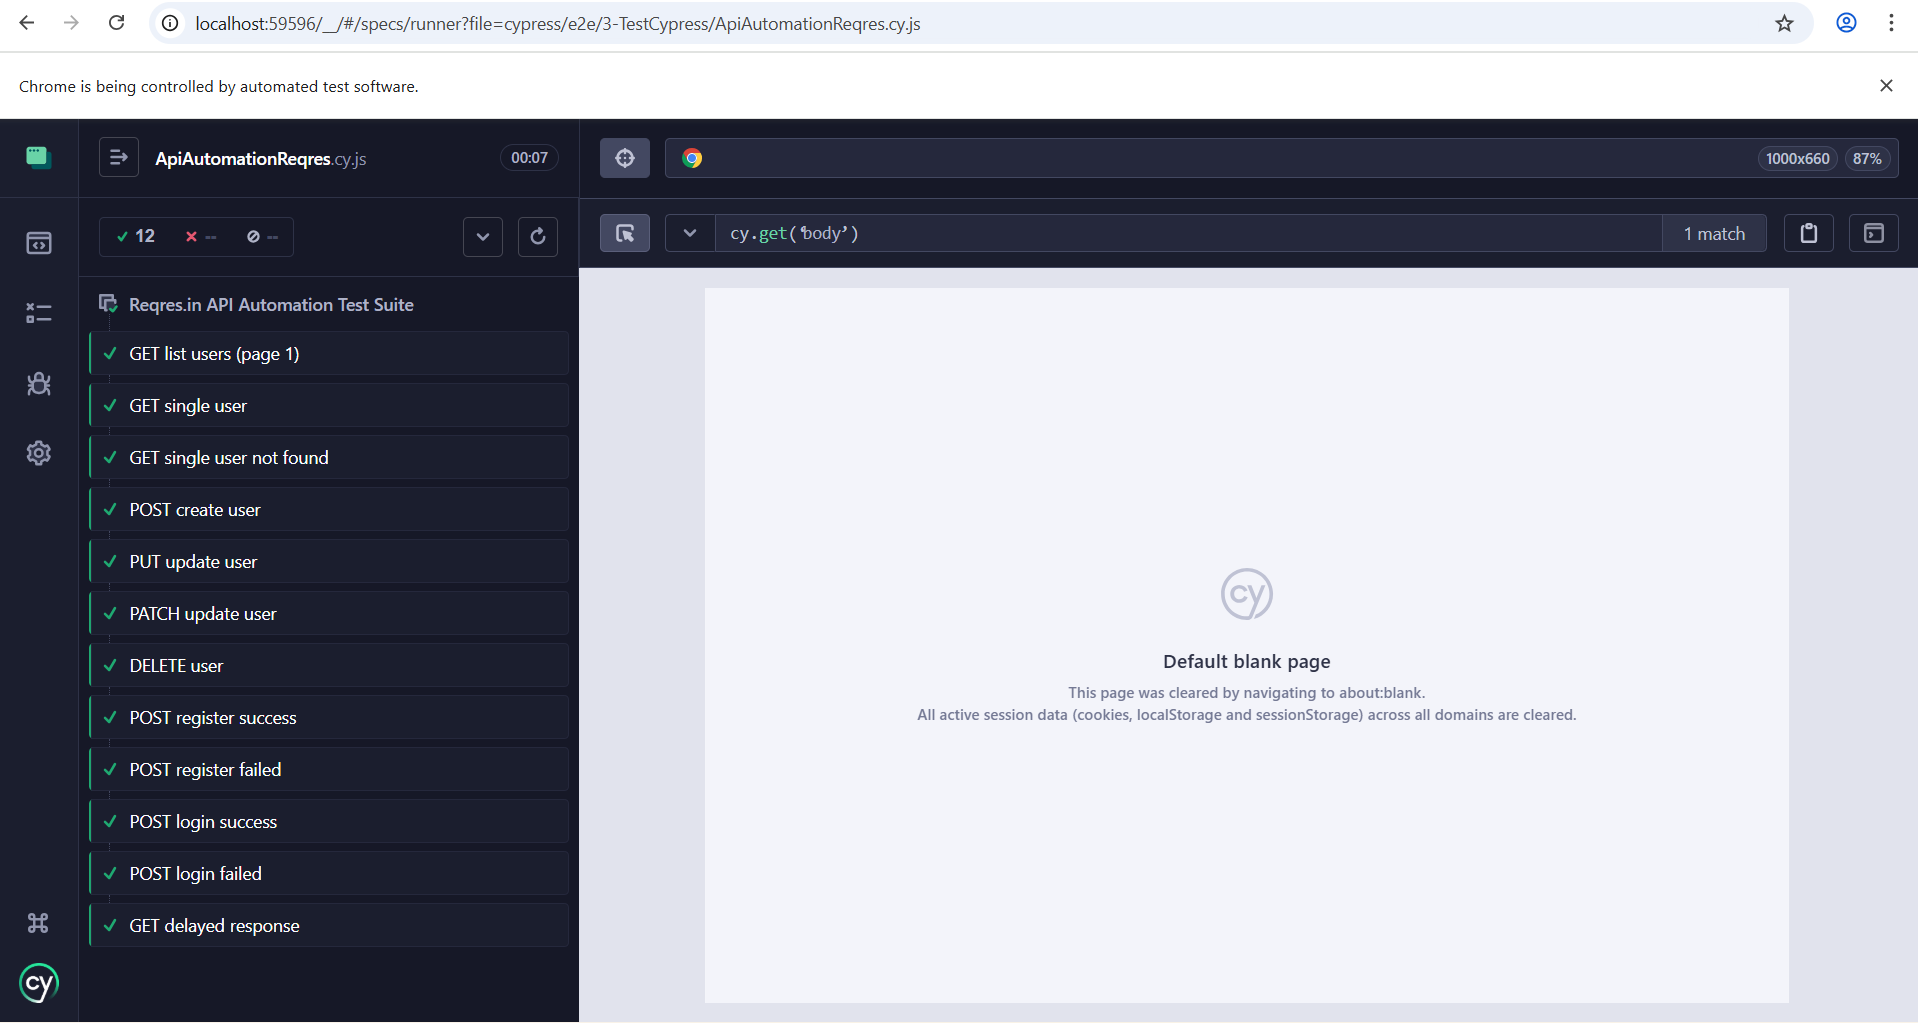 localhost:59596/__/#/specs/runner?file=cypress/e2e/3-TestCypress/ApiAutomationReqres.cy.js
Chrome is being controlled by automated test software.
ApiAutomationReqres.cy.js
00:07
1000x660
87%
12
--
--
cy.get(‘body’)
1 match
Reqres.in API Automation Test Suite
GET list users (page 1)
GET single user
GET single user not found
POST create user
PUT update user
PATCH update user
DELETE user
POST register success
POST register failed
POST login success
POST login failed
GET delayed response
cy
Default blank page
This page was cleared by navigating to about:blank.
All active session data (cookies, localStorage and sessionStorage) across all domains are cleared.
cy